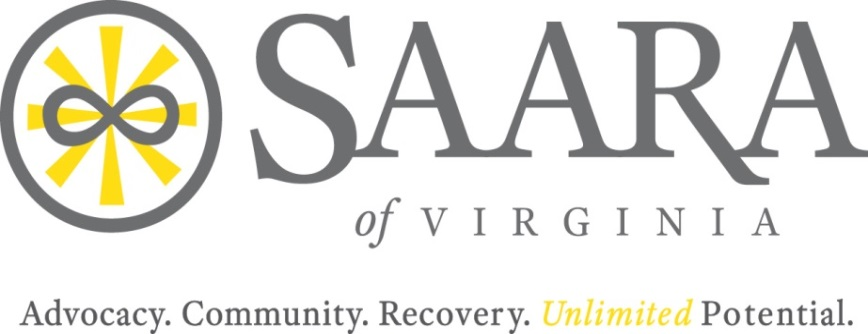 SAARA
of VIRGINIA
Advocacy. Community. Recovery. Unlimited Potential.